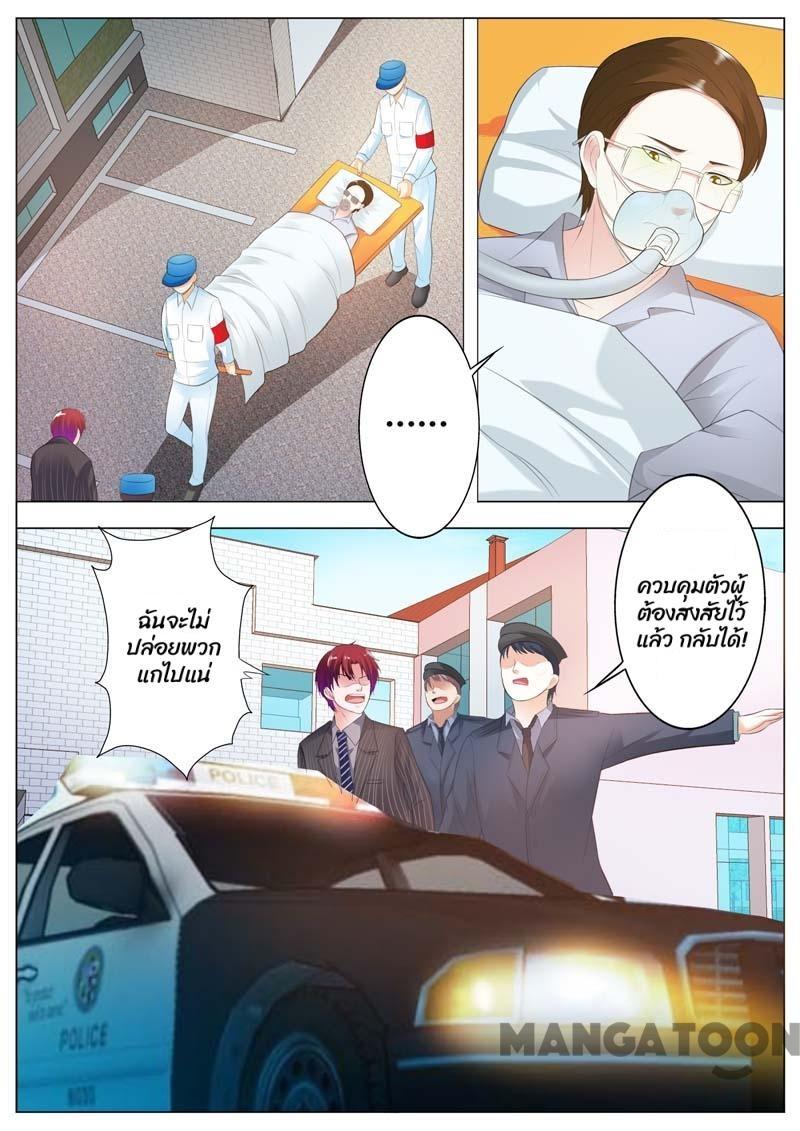 ......
ควบคุมตัวผู้
ต้องสงสัยไว้
แล้ว กลับได้!
ฉันจะไม่
ปล่อยพวก
แกไปแน่
POLICE
POLICE
MANGATOON